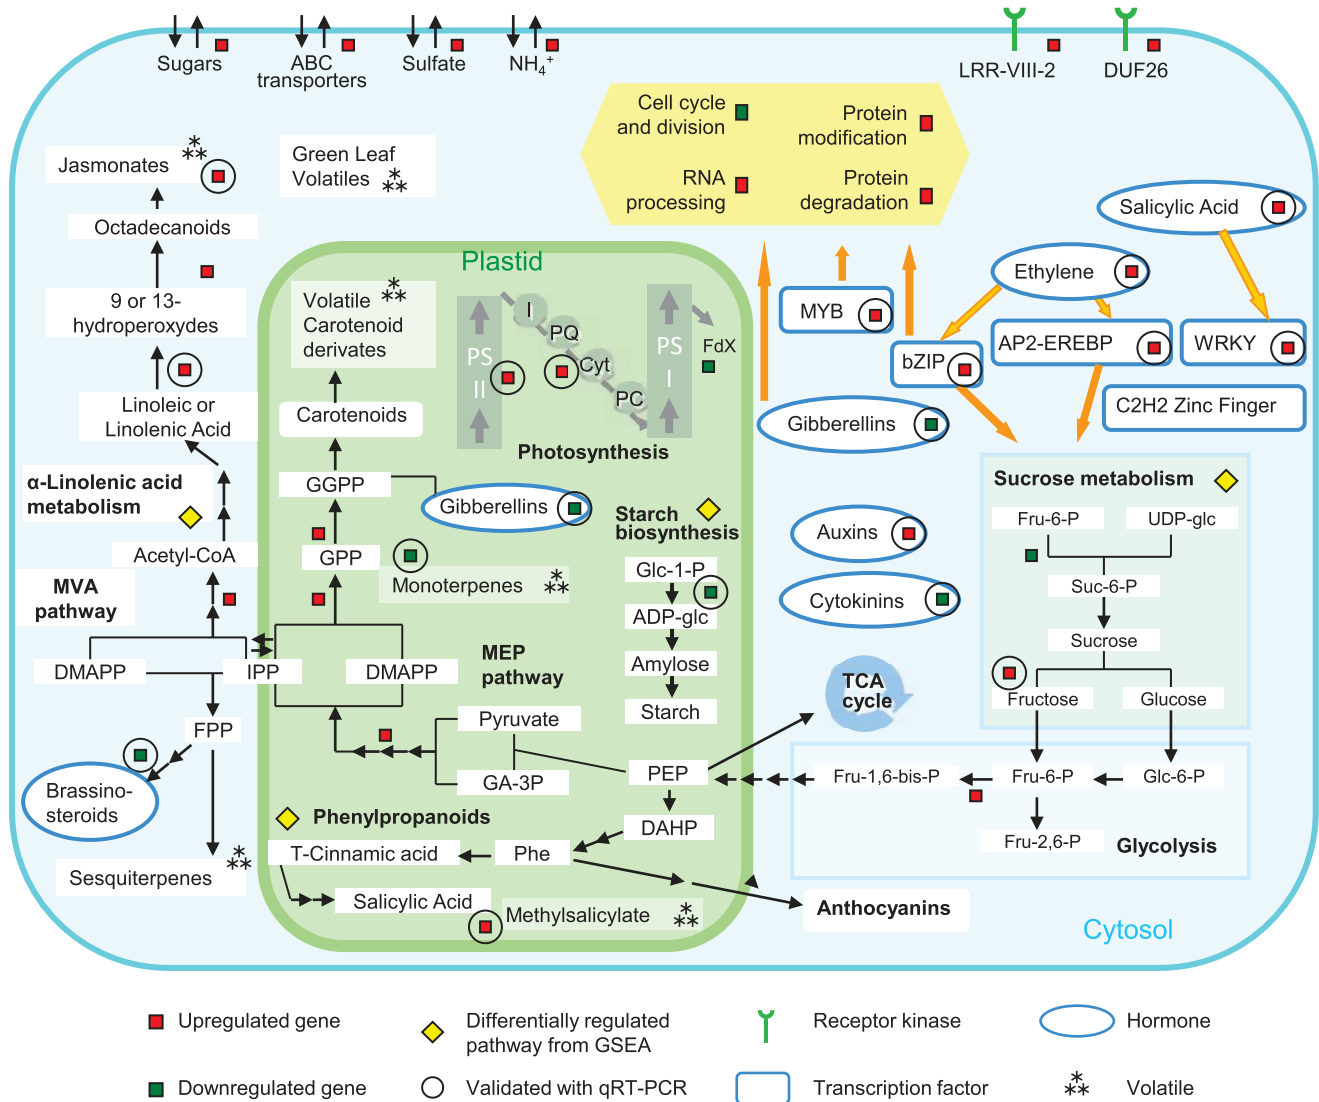 Sugars
ABC
transporters
Sulfate
NH4+
LRR-VIII-2
DUF26
Cell cycle
and division
Protein
modification
RNA
processing
Protein
degradation
Jasmonates
Green Leaf
Volatiles
Octadecanoids
9 or 13-
hydroperoxydes
Linoleic or
Linolenic Acid
α-Linolenic acid
metabolism
Acetyl-CoA
MVA
pathway
DMAPP
IPP
DMAPP
FPP
Brassino-
steroids
Sesquiterpenes
Plastid
Volatile
Carotenoid
derivates
Carotenoids
GGPP
GPP
Gibberellins
Monoterpenes
PS
II
I
PQ
Cyt
PC
PS
I
FdX
Photosynthesis
Starch
biosynthesis
Glc-1-P
ADP-glc
Amylose
Starch
MEP
pathway
Pyruvate
GA-3P
PEP
DAHP
Phenylpropanoids
T-Cinnamic acid
Phe
Salicylic Acid
Methylsalicylate
Anthocyanins
TCA
cycle
Salicylic Acid
Ethylene
MYB
bZIP
AP2-EREBP
WRKY
C2H2 Zinc Finger
Gibberellins
Auxins
Cytokinins
Sucrose metabolism
Fru-6-P
UDP-glc
Suc-6-P
Sucrose
Fructose
Glucose
Fru-1,6-bis-P
Fru-6-P
Glc-6-P
Fru-2,6-P
Glycolysis
Cytosol
Upregulated gene
Differentially regulated
pathway from GSEA
Receptor kinase
Hormone
Downregulated gene
Validated with qRT-PCR
Transcription factor
Volatile